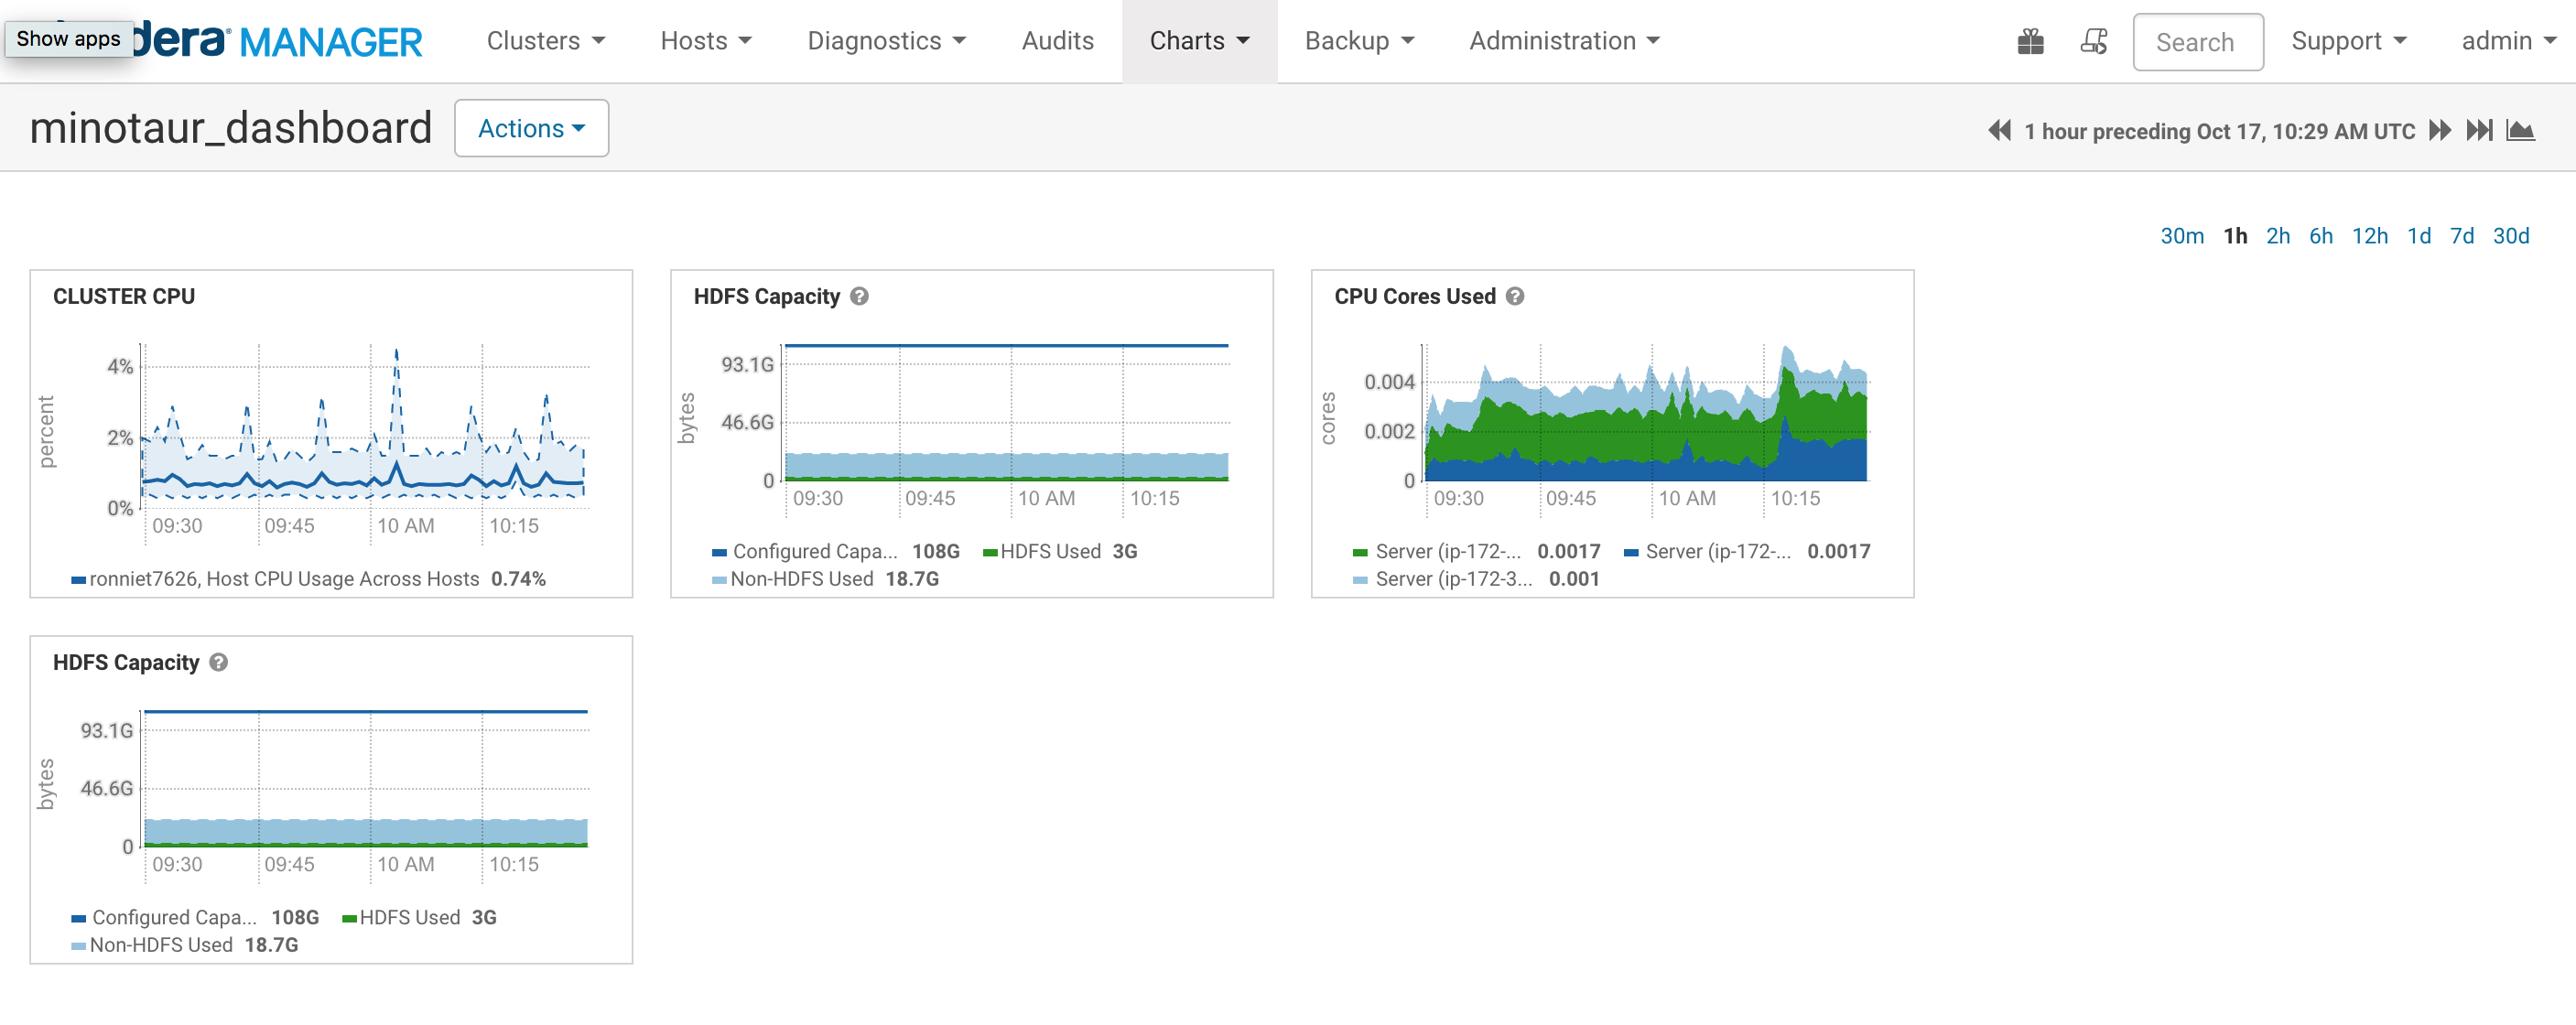 Show apps
dera MANAGER
Clusters
Hosts
Diagnostics
Audits
Charts
Backup
Administration
Search
Support
admin
minotaur_dashboard
Actions
1 hour preceding Oct 17, 10:29 AM UTC
30m 1h 2h 6h 12h 1d 7d 30d
CLUSTER CPU
percent
4%
2%
0%
09:30 09:45 10 AM 10:15
ronniet7626, Host CPU Usage Across Hosts 0.74%
HDFS Capacity ?
bytes
93.1G
46.6G
0
09:30 09:45 10 AM 10:15
Configured Capa... 108G HDFS Used 3G
Non-HDFS Used 18.7G
CPU Cores Used ?
cores
0.004
0.002
0
09:30 09:45 10 AM 10:15
Server (ip-172-... 0.0017 Server (ip-172-... 0.0017
Server (ip-172-3... 0.001
HDFS Capacity ?
bytes
93.1G
46.6G
0
09:30 09:45 10 AM 10:15
Configured Capa... 108G HDFS Used 3G
Non-HDFS Used 18.7G